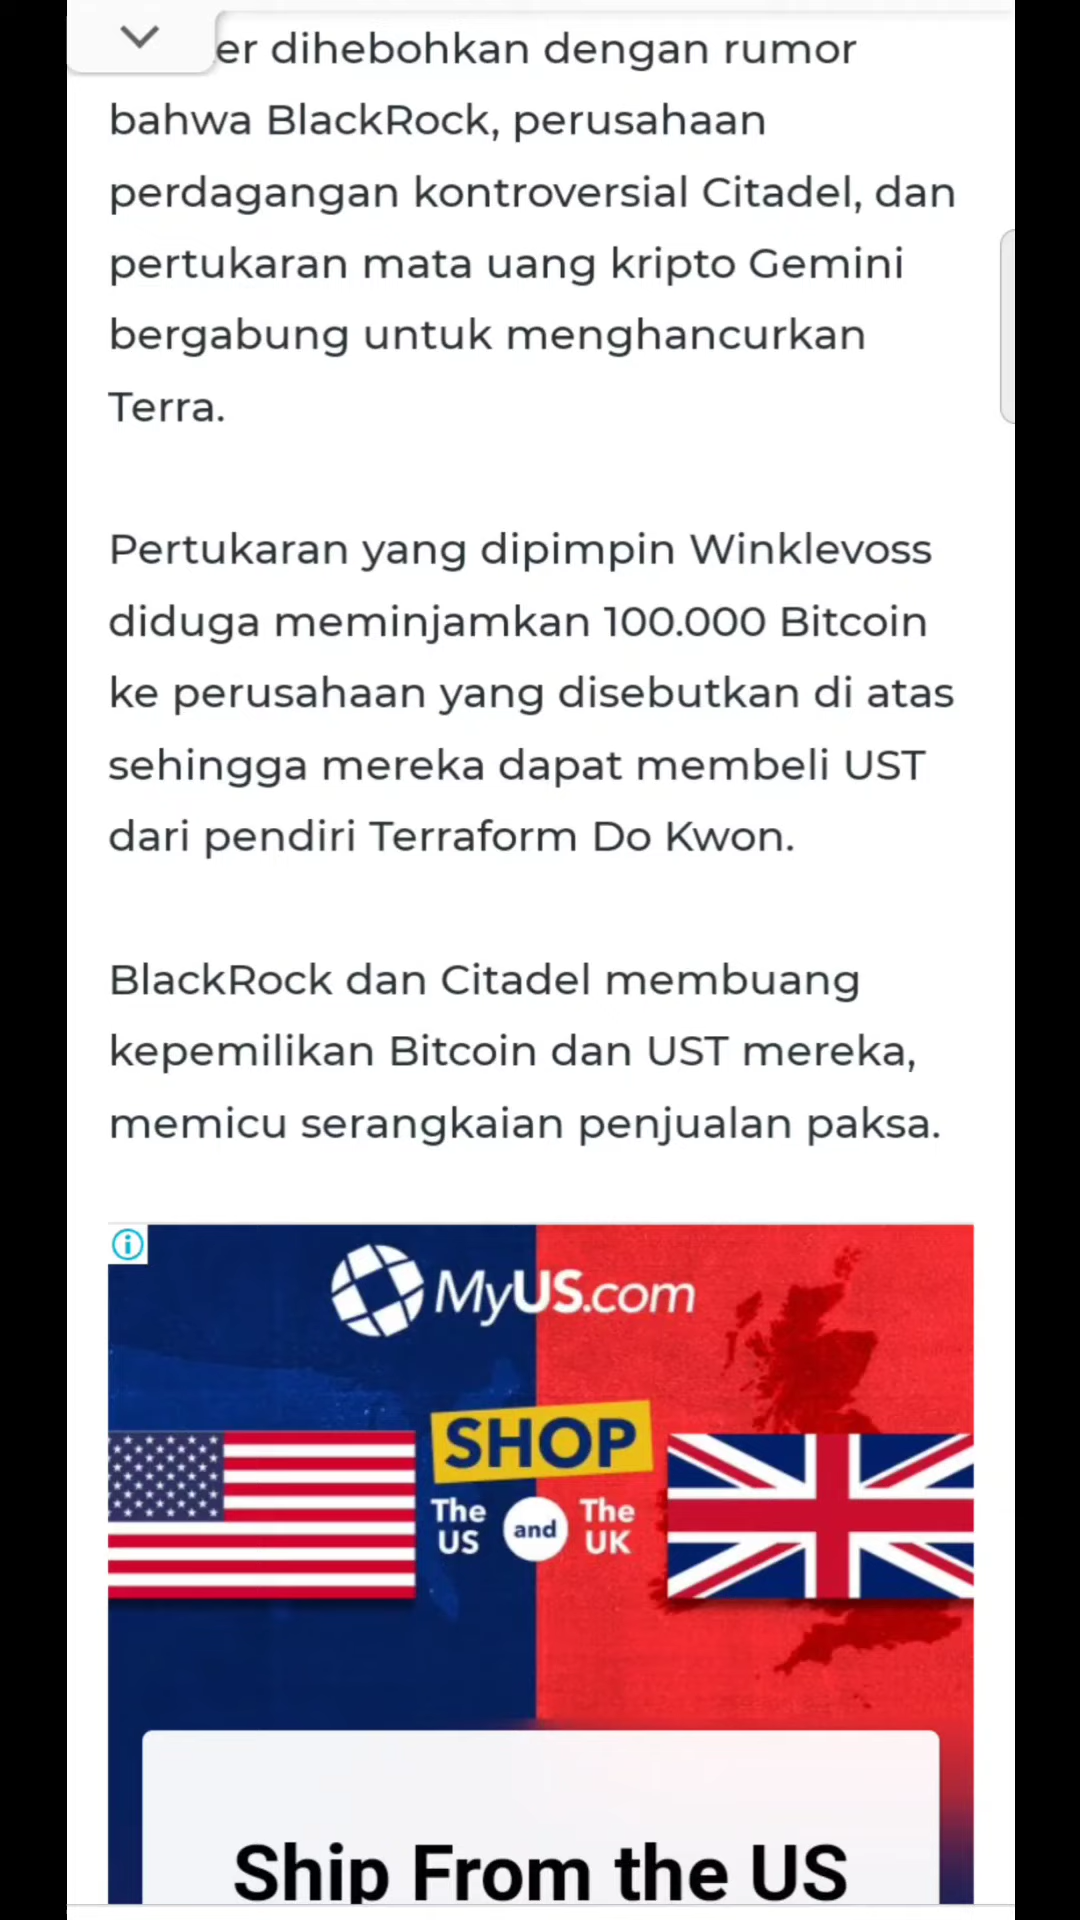 er dihebohkan dengan rumor
bahwa BlackRock, perusahaan
perdagangan kontroversial Citadel, dan
pertukaran mata uang kripto Gemini
bergabung untuk menghancurkan
Terra.
Pertukaran yang dipimpin Winklevoss
diduga meminjamkan 100.000 Bitcoin
ke perusahaan yang disebutkan di atas
sehingga mereka dapat membeli UST
dari pendiri Terraform Do Kwon.
BlackRock dan Citadel membuang
kepemilikan Bitcoin dan UST mereka,
memicu serangkaian penjualan paksa.
MyUS.com
SHOP
The US and The UK
Ship From the US